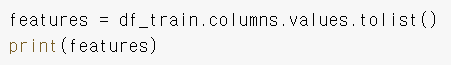 features = df_train.columns.values.tolist()
print(features)